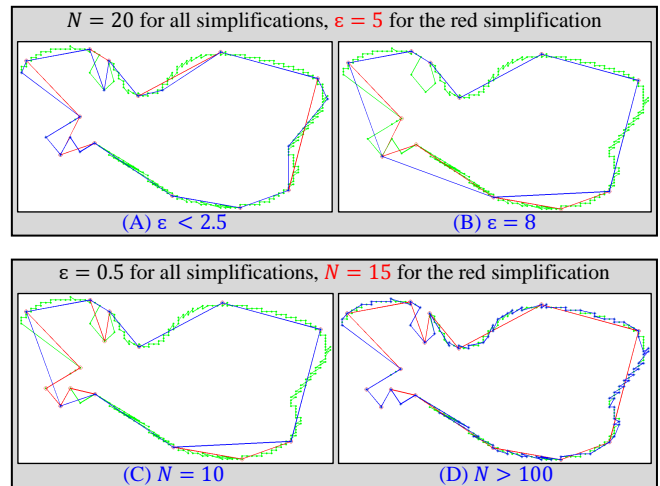 N = 20 for all simplifications, ε = 5 for the red simplification
(A) ε < 2.5
(B) ε = 8
ε = 0.5 for all simplifications, N = 15 for the red simplification
(C) N = 10
(D) N > 100